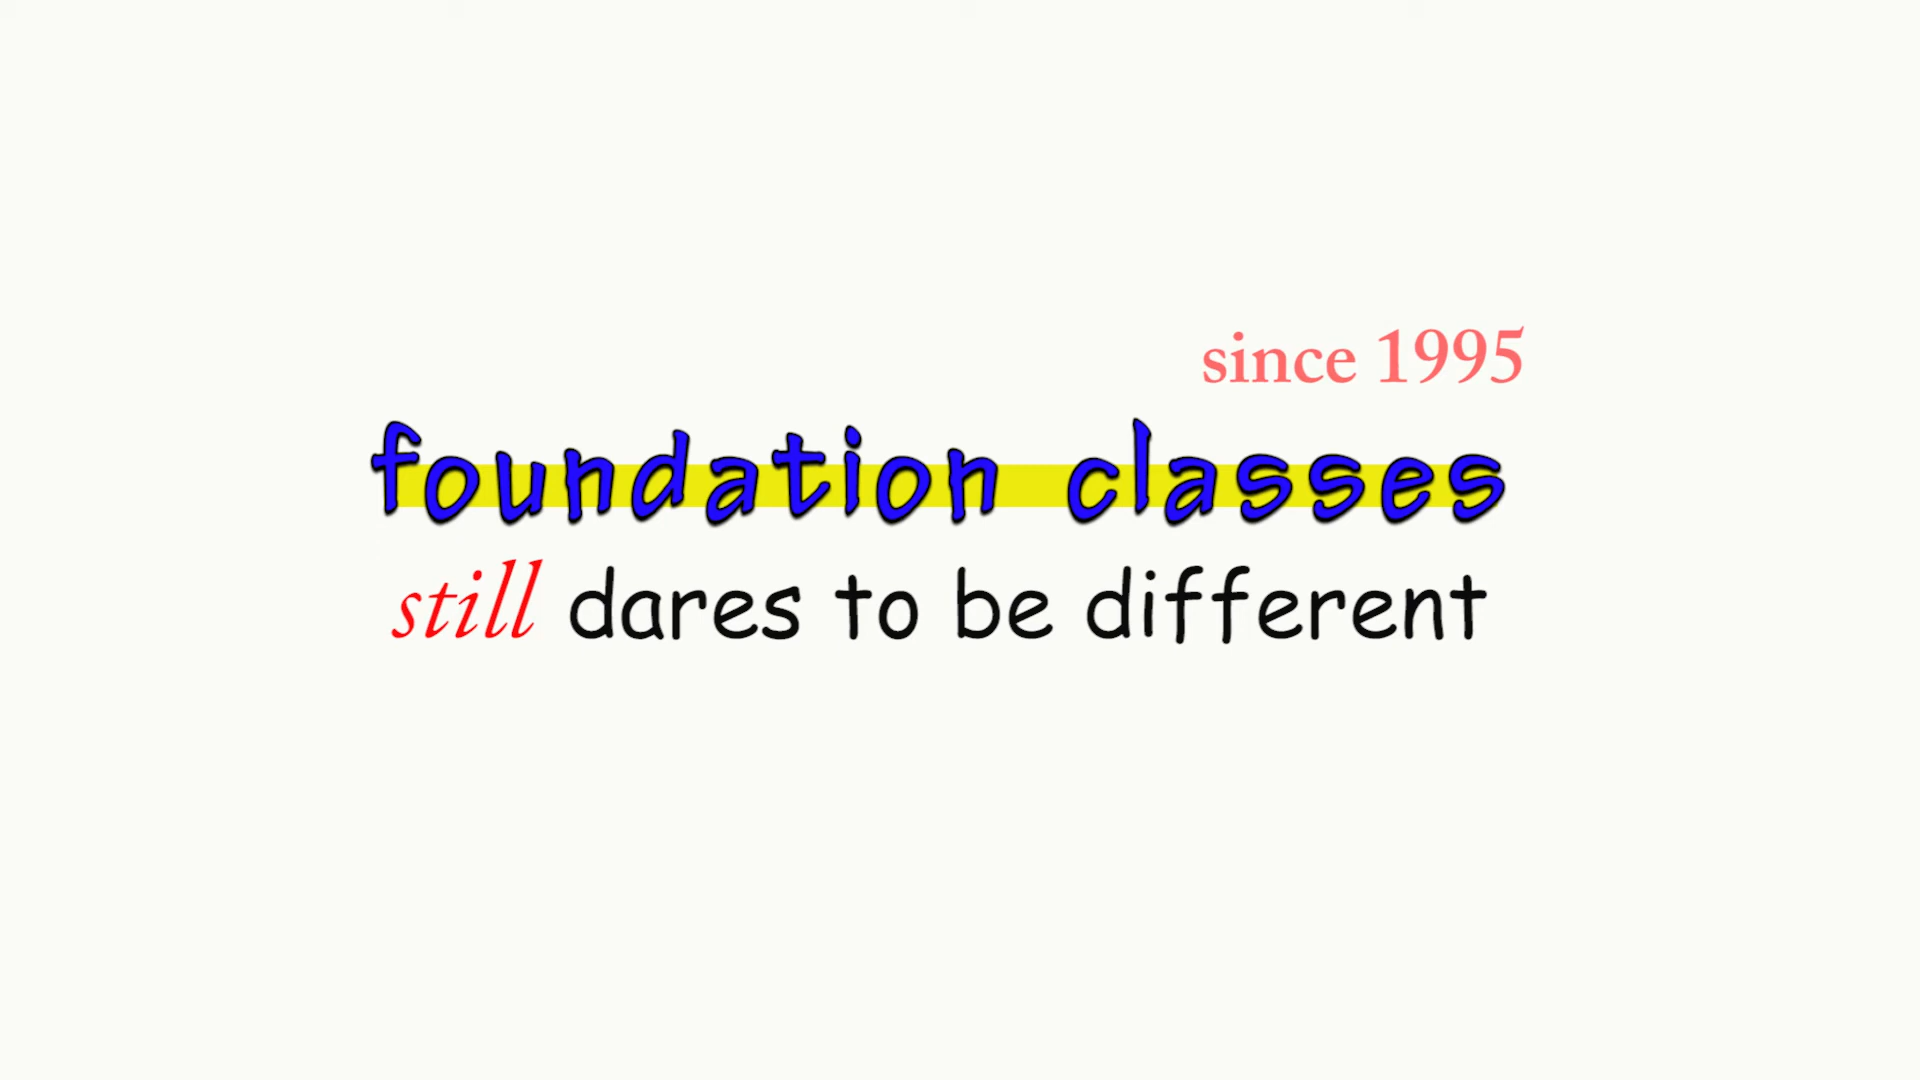 since 1995
foundation classes
still dares to be different